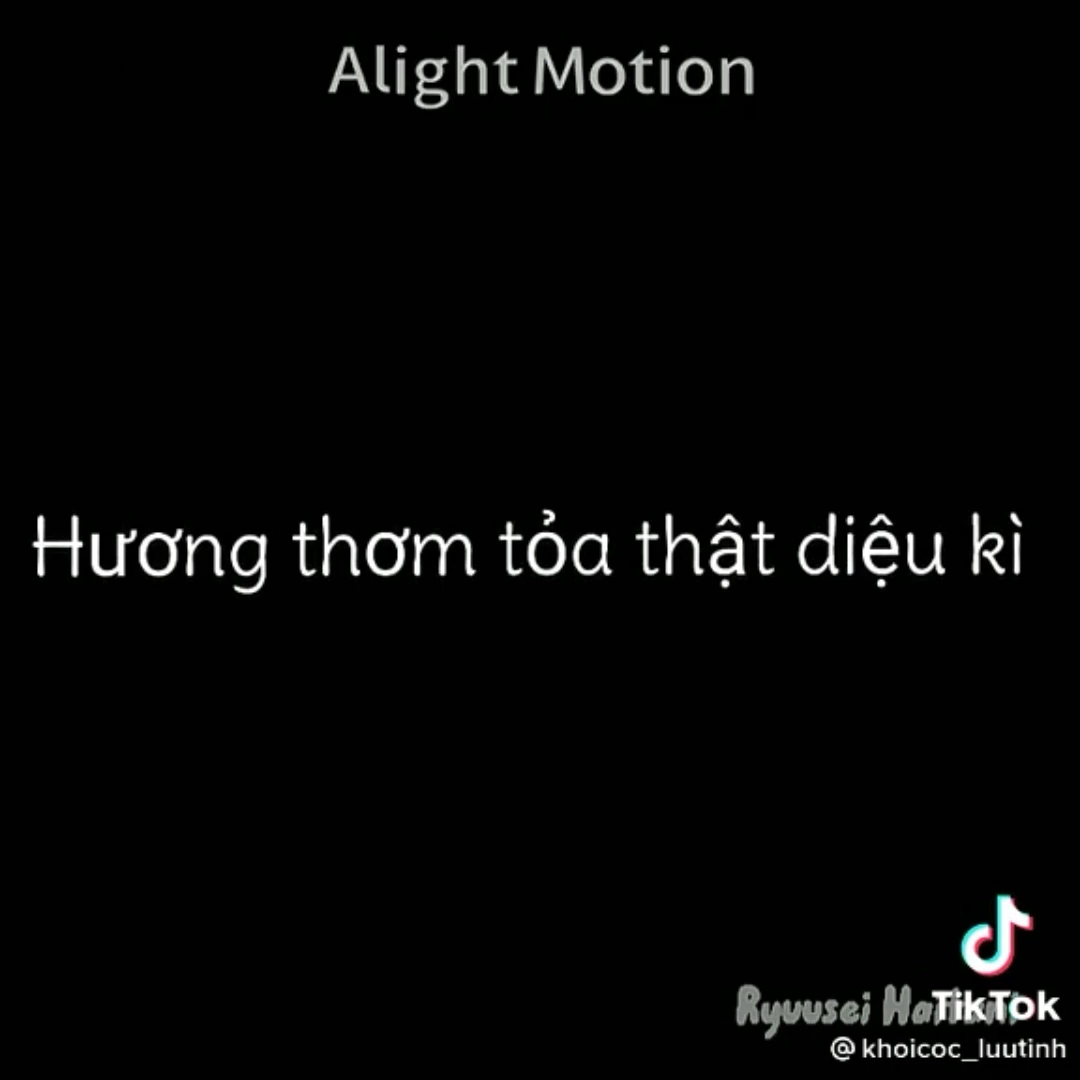 Alight Motion
Hương thơm tỏa thật diệu kì
Ryuusei
TikTok
@khoicoc_luutinh